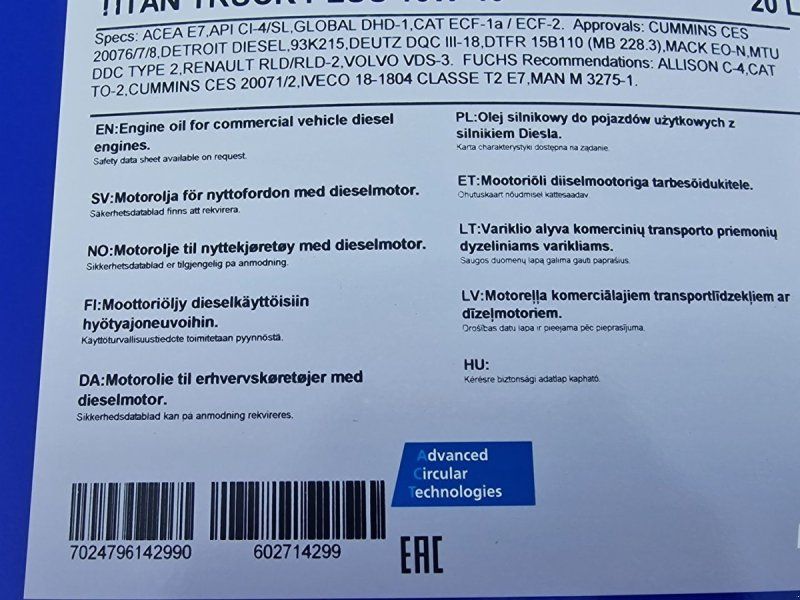 TITAN TRUCK PLUS 15W-40
20 L
Specs: ACEA E7,API CI-4/SL,GLOBAL DHD-1,CAT ECF-1a / ECF-2. Approvals: CUMMINS CES
20076/7/8,DETROIT DIESEL,93K215,DEUTZ DQC III-18,DTFR 15B110 (MB 228.3),MACK EO-N,MTU
DDC TYPE 2,RENAULT RLD/RLD-2,VOLVO VDS-3. FUCHS Recommendations: ALLISON C-4,CAT
TO-2,CUMMINS CES 20071/2,IVECO 18-1804 CLASSE T2 E7,MAN M 3275-1.
EN:Engine oil for commercial vehicle diesel
engines.
Safety data sheet available on request.
SV:Motorolja för nyttofordon med dieselmotor.
Säkerhetsdatablad finns att rekvirera.
NO:Motorolje til nyttekjøretøy med dieselmotor.
Sikkerhetsdatablad er tilgjengelig på anmodning.
FI:Moottoriöljy dieselkäyttöisiin
hyötyajoneuvoihin.
Käyttöturvallisuustiedote toimitetaan pyynnöstä.
DA:Motorolie til erhvervskøretøjer med
dieselmotor.
Sikkerhedsdatablad kan på anmodning rekvireres.
PL:Olej silnikowy do pojazdów użytkowych z
silnikiem Diesla.
Karta charakterystyki dostępna na żądanie.
ET:Mootoriõli diiselmootoriga tarbesõidukitele.
Ohutuskaart nõudmisel kättesaadav.
LT:Variklio alyva komercinių transporto priemonių
dyzeliniams varikliams.
Saugos duomenų lapą galima gauti paprašius.
LV:Motoreļļa komerciālajiem transportlīdzekļiem ar
dīzeļmotoriem.
Drošības datu lapa ir pieejama pēc pieprasījuma.
HU:
Kérésre biztonsági adatlap kapható.
Advanced
Circular
Technologies
7024796142990
602714299
EAC